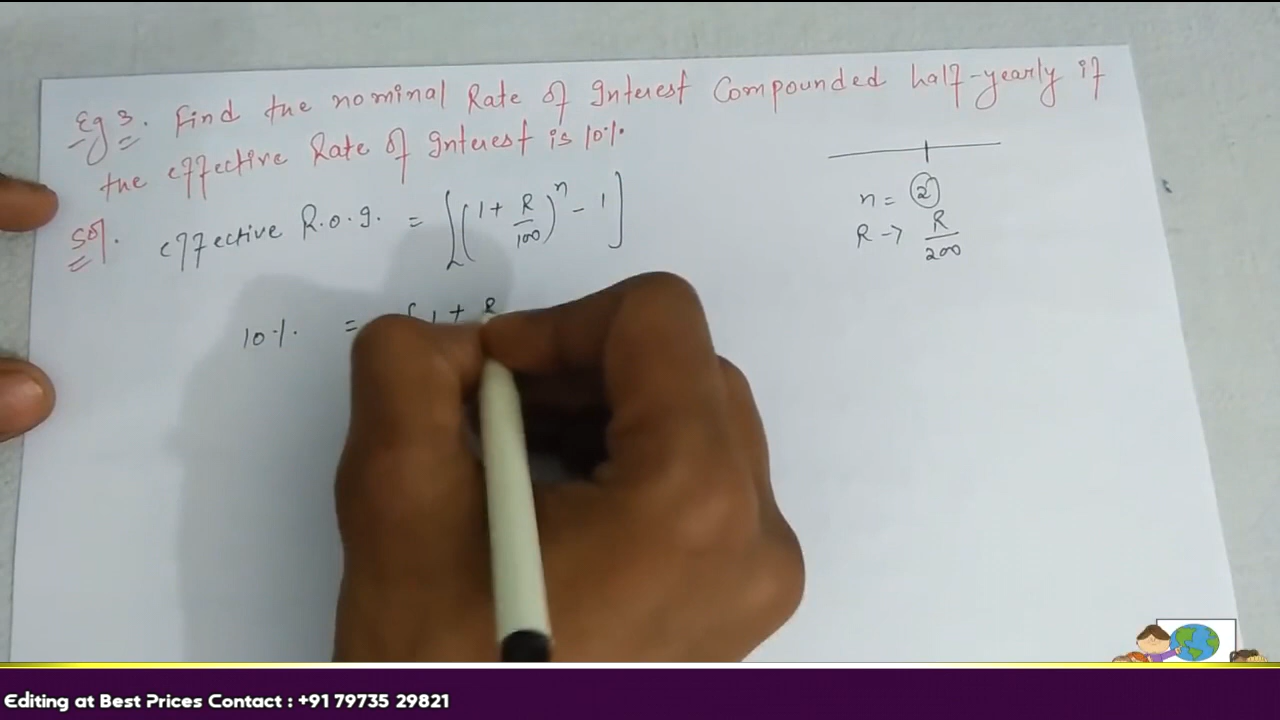 Eg 3. Find the nominal Rate of Interest Compounded half-yearly if
the effective Rate of Interest is 10%.
Sol. effective R.o.I. = [(1 + R/100)^n - 1]
n = 2
R → R/200
10% = [1 + R
Editing at Best Prices Contact : +91 79735 29821